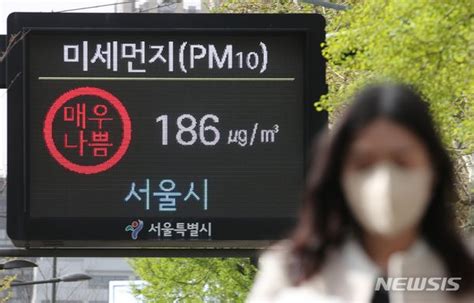 미세먼지(PM10)
매우
나쁨
186 μg/m³
서울시
서울특별시
NEWSIS